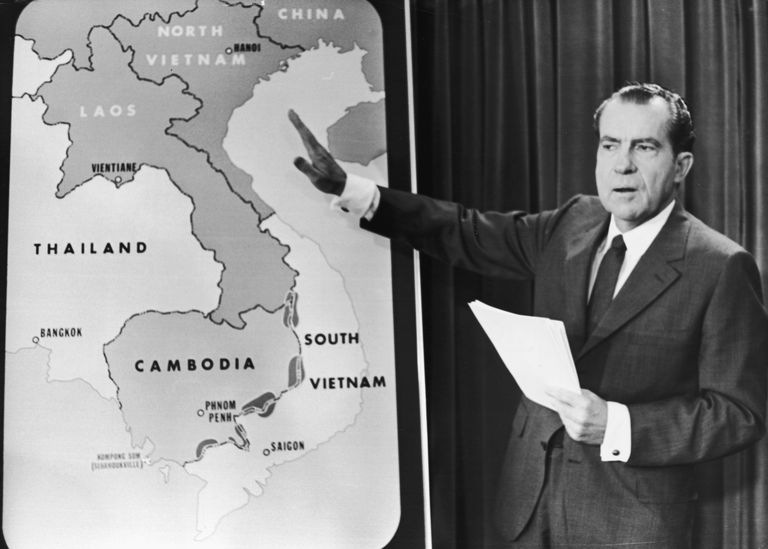 CHINA
NORTH
VIETNAM
HANOI
LAOS
VIENTIANE
THAILAND
BANGKOK
SOUTH
VIETNAM
CAMBODIA
PHNOM
PENH
SAIGON
KOMPONG SOM
(SIHANOUKVILLE)